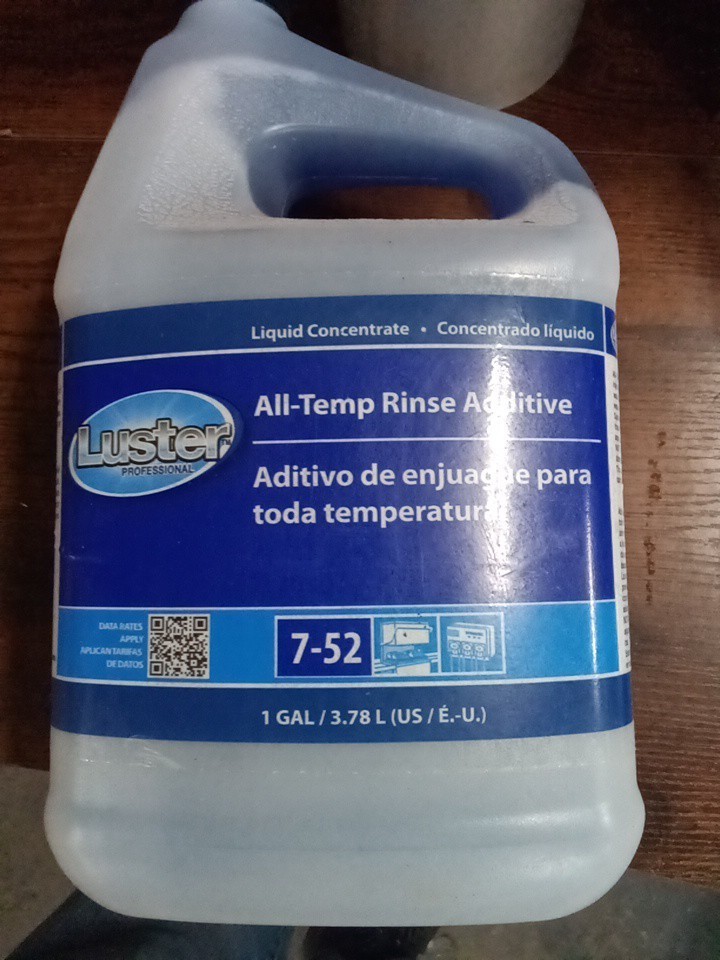 Liquid Concentrate • Concentrado líquido
Luster™
PROFESSIONAL
All-Temp Rinse Additive
Aditivo de enjuague para
toda temperatura
DATA RATES
APPLY
APLICAN TARIFAS
DE DATOS
7-52
1 GAL / 3.78 L (US / É.-U.)